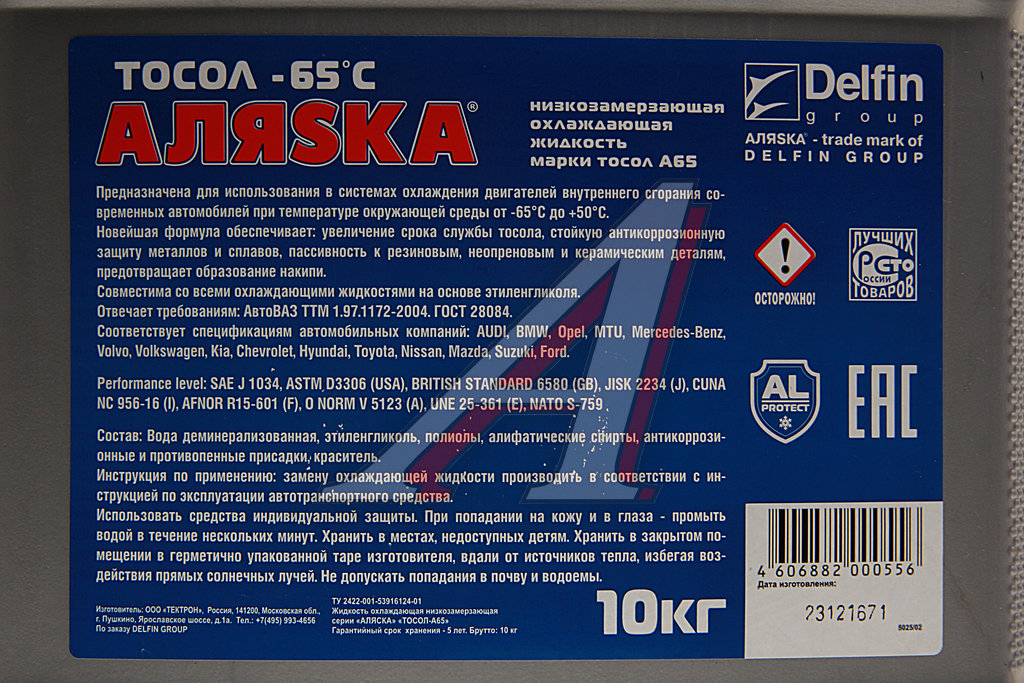 ТОСОЛ -65°С
АЛЯSКА®
низкозамерзающая
охлаждающая
жидкость
марки тосол А65
Delfin
group
АЛЯSКА® - trade mark of
DELFIN GROUP
Предназначена для использования в системах охлаждения двигателей внутреннего сгорания со-
временных автомобилей при температуре окружающей среды от -65°С до +50°С.
Новейшая формула обеспечивает: увеличение срока службы тосола, стойкую антикоррозионную
защиту металлов и сплавов, пассивность к резиновым, неопреновым и керамическим деталям,
предотвращает образование накипи.
Совместима со всеми охлаждающими жидкостями на основе этиленгликоля.
Отвечает требованиям: АвтоВАЗ ТТМ 1.97.1172-2004. ГОСТ 28084.
Соответствует спецификациям автомобильных компаний: AUDI, BMW, Opel, MTU, Mercedes-Benz,
Volvo, Volkswagen, Kia, Chevrolet, Hyundai, Toyota, Nissan, Mazda, Suzuki, Ford.
Performance level: SAE J 1034, ASTM D3306 (USA), BRITISH STANDARD 6580 (GB), JISK 2234 (J), CUNA
NC 956-16 (I), AFNOR R15-601 (F), O NORM V 5123 (A), UNE 25-361 (E), NATO S-759
Состав: Вода деминерализованная, этиленгликоль, полиолы, алифатические спирты, антикоррози-
онные и противопенные присадки, краситель.
Инструкция по применению: замену охлаждающей жидкости производить в соответствии с ин-
струкцией по эксплуатации автотранспортного средства.
Использовать средства индивидуальной защиты. При попадании на кожу и в глаза - промыть
водой в течение нескольких минут. Хранить в местах, недоступных детям. Хранить в закрытом по-
мещении в герметично упакованной таре изготовителя, вдали от источников тепла, избегая воз-
действия прямых солнечных лучей. Не допускать попадания в почву и водоемы.
ОСТОРОЖНО!
ЛУЧШИХ
СТО
РОССИИ
ТОВАРОВ
AL
PROTECT
EAC
Изготовитель: ООО «ТЕКТРОН», Россия, 141200, Московская обл.,
г. Пушкино, Ярославское шоссе, д.1а. Тел.: +7(495) 993-4656
По заказу DELFIN GROUP
ТУ 2422-001-53916124-01
Жидкость охлаждающая низкозамерзающая
серии «АЛЯSКА» «ТОСОЛ-А65»
Гарантийный срок хранения - 5 лет. Брутто: 10 кг
10кг
4 606882 000556
Дата изготовления:
23121671
S025/02